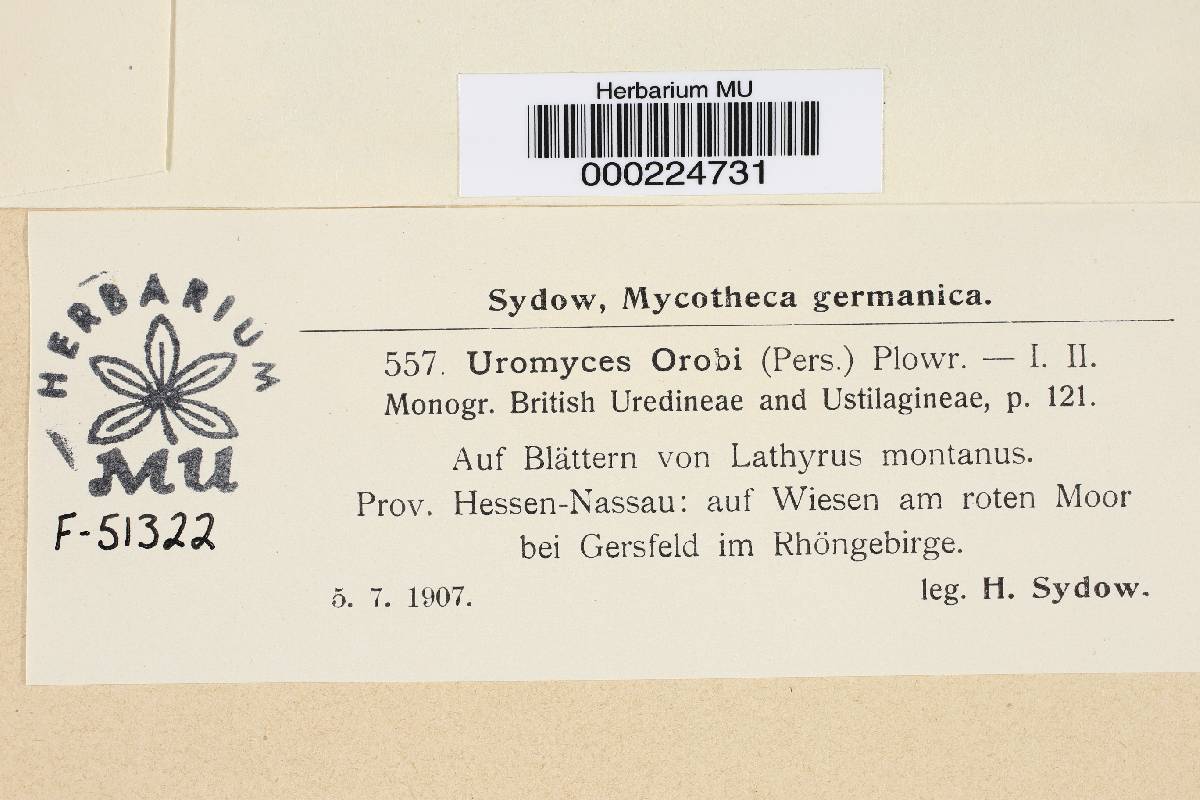 Herbarium MU
000224731
HERBARIUM
MU
F-51322
Sydow, Mycotheca germanica.
557. Uromyces Orobi (Pers.) Plowr. — I. II.
Monogr. British Uredineae and Ustilagineae, p. 121.
Auf Blättern von Lathyrus montanus.
Prov. Hessen-Nassau: auf Wiesen am roten Moor
bei Gersfeld im Rhöngebirge.
5. 7. 1907.
leg. H. Sydow.